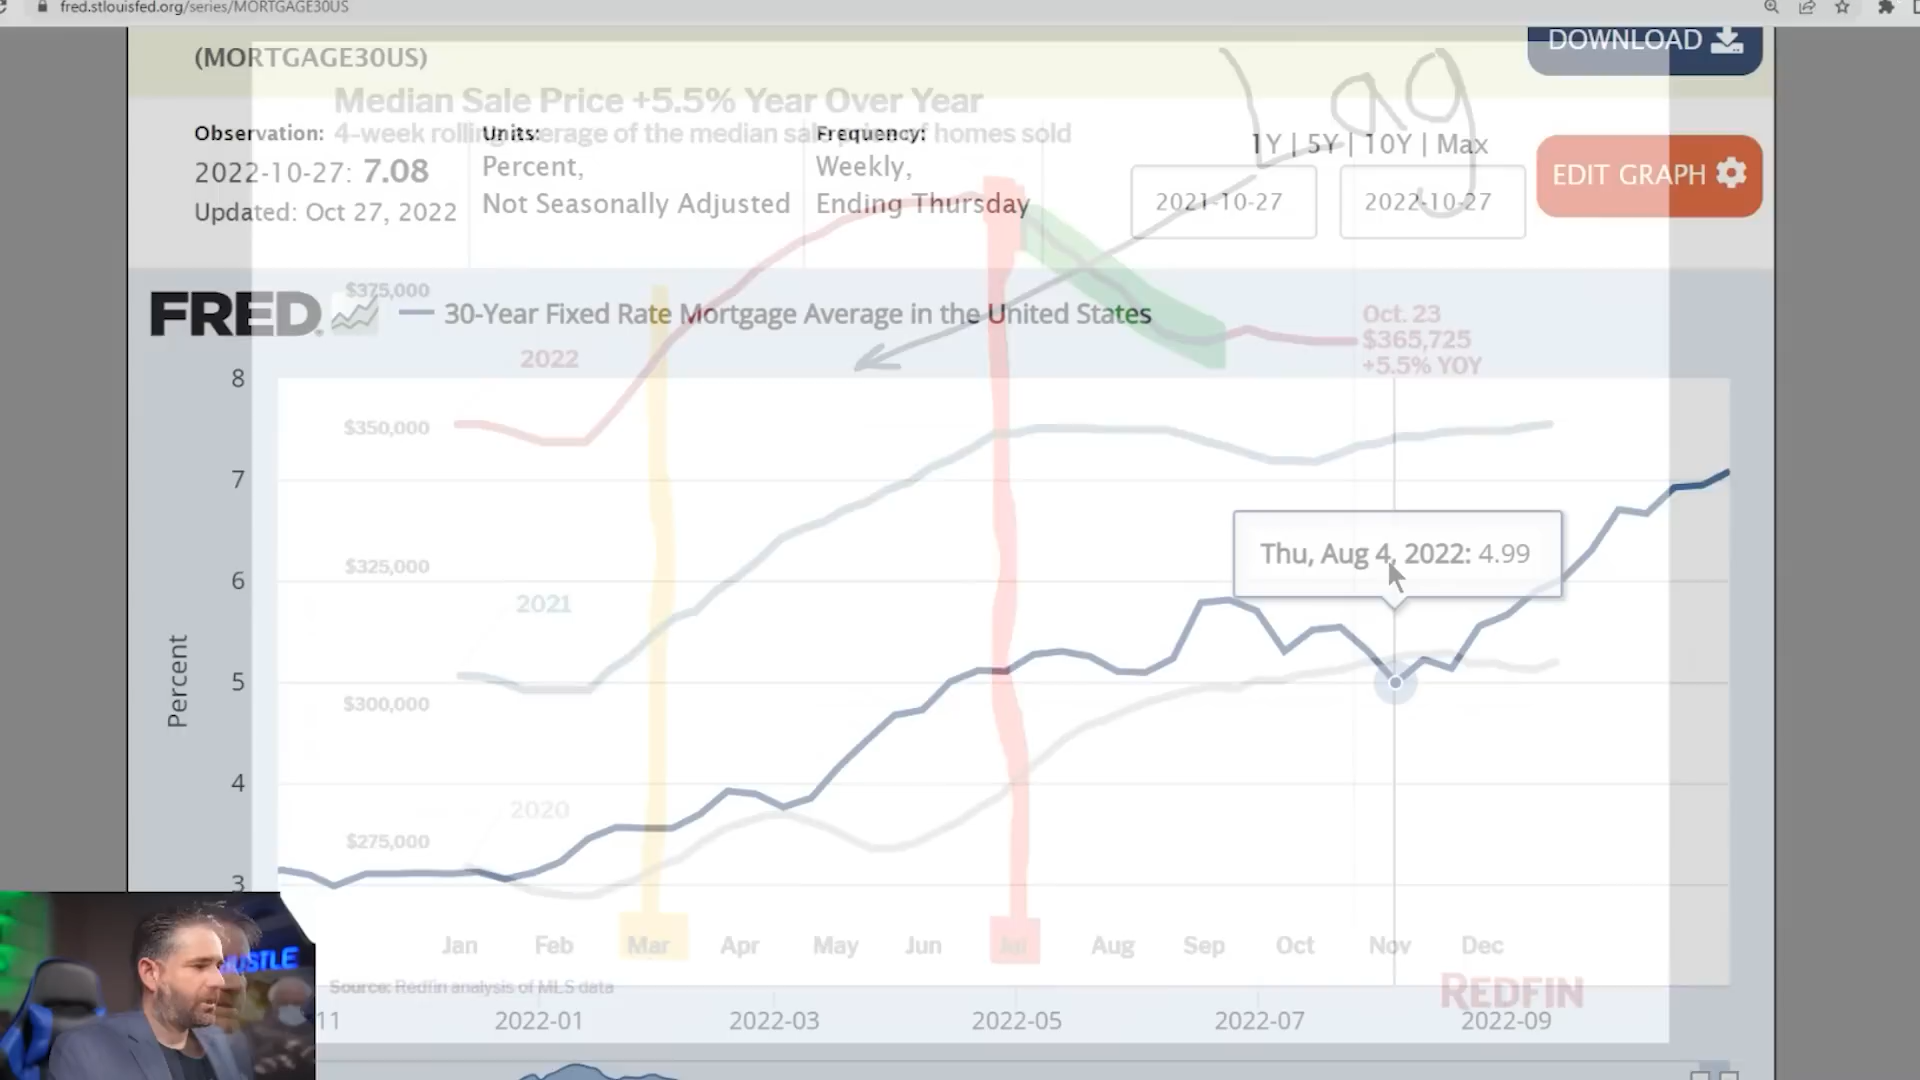 fred.stlouisfed.org/series/MORTGAGE30US
DOWNLOAD
(MORTGAGE30US)
Lag
Median Sale Price +5.5% Year Over Year
4-week rolling average of the median sale price of homes sold
Observation:
2022-10-27: 7.08
Updated: Oct 27, 2022
Units:
Percent,
Not Seasonally Adjusted
Frequency:
Weekly,
Ending Thursday
1Y | 5Y | 10Y | Max
2021-10-27
2022-10-27
EDIT GRAPH
FRED
30-Year Fixed Rate Mortgage Average in the United States
$375,000
2022
Oct. 23
$365,725
+5.5% YOY
8
$350,000
7
Thu, Aug 4, 2022: 4.99
$325,000
6
2021
Percent
5
$300,000
4
2020
$275,000
3
Jan Feb Mar Apr May Jun Jul Aug Sep Oct Nov Dec
HUSTLE
Source: Redfin analysis of MLS data
REDFIN
11 2022-01 2022-03 2022-05 2022-07 2022-09